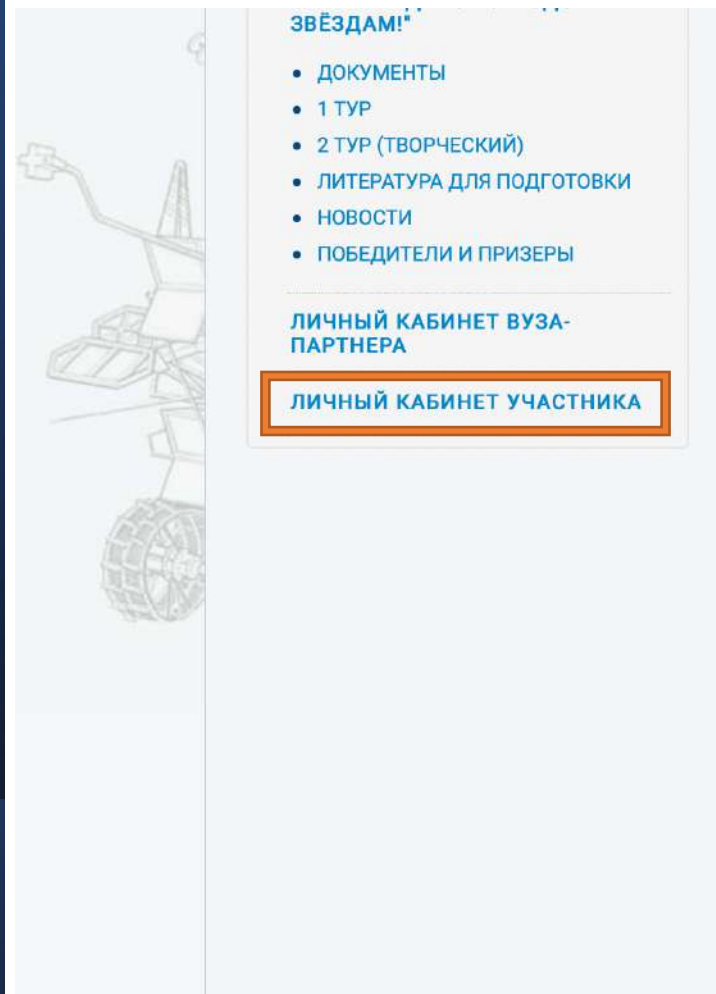 ЗВЁЗДАМ!"
ДОКУМЕНТЫ
1 ТУР
2 ТУР (ТВОРЧЕСКИЙ)
ЛИТЕРАТУРА ДЛЯ ПОДГОТОВКИ
НОВОСТИ
ПОБЕДИТЕЛИ И ПРИЗЕРЫ
ЛИЧНЫЙ КАБИНЕТ ВУЗА-
ПАРТНЕРА
ЛИЧНЫЙ КАБИНЕТ УЧАСТНИКА